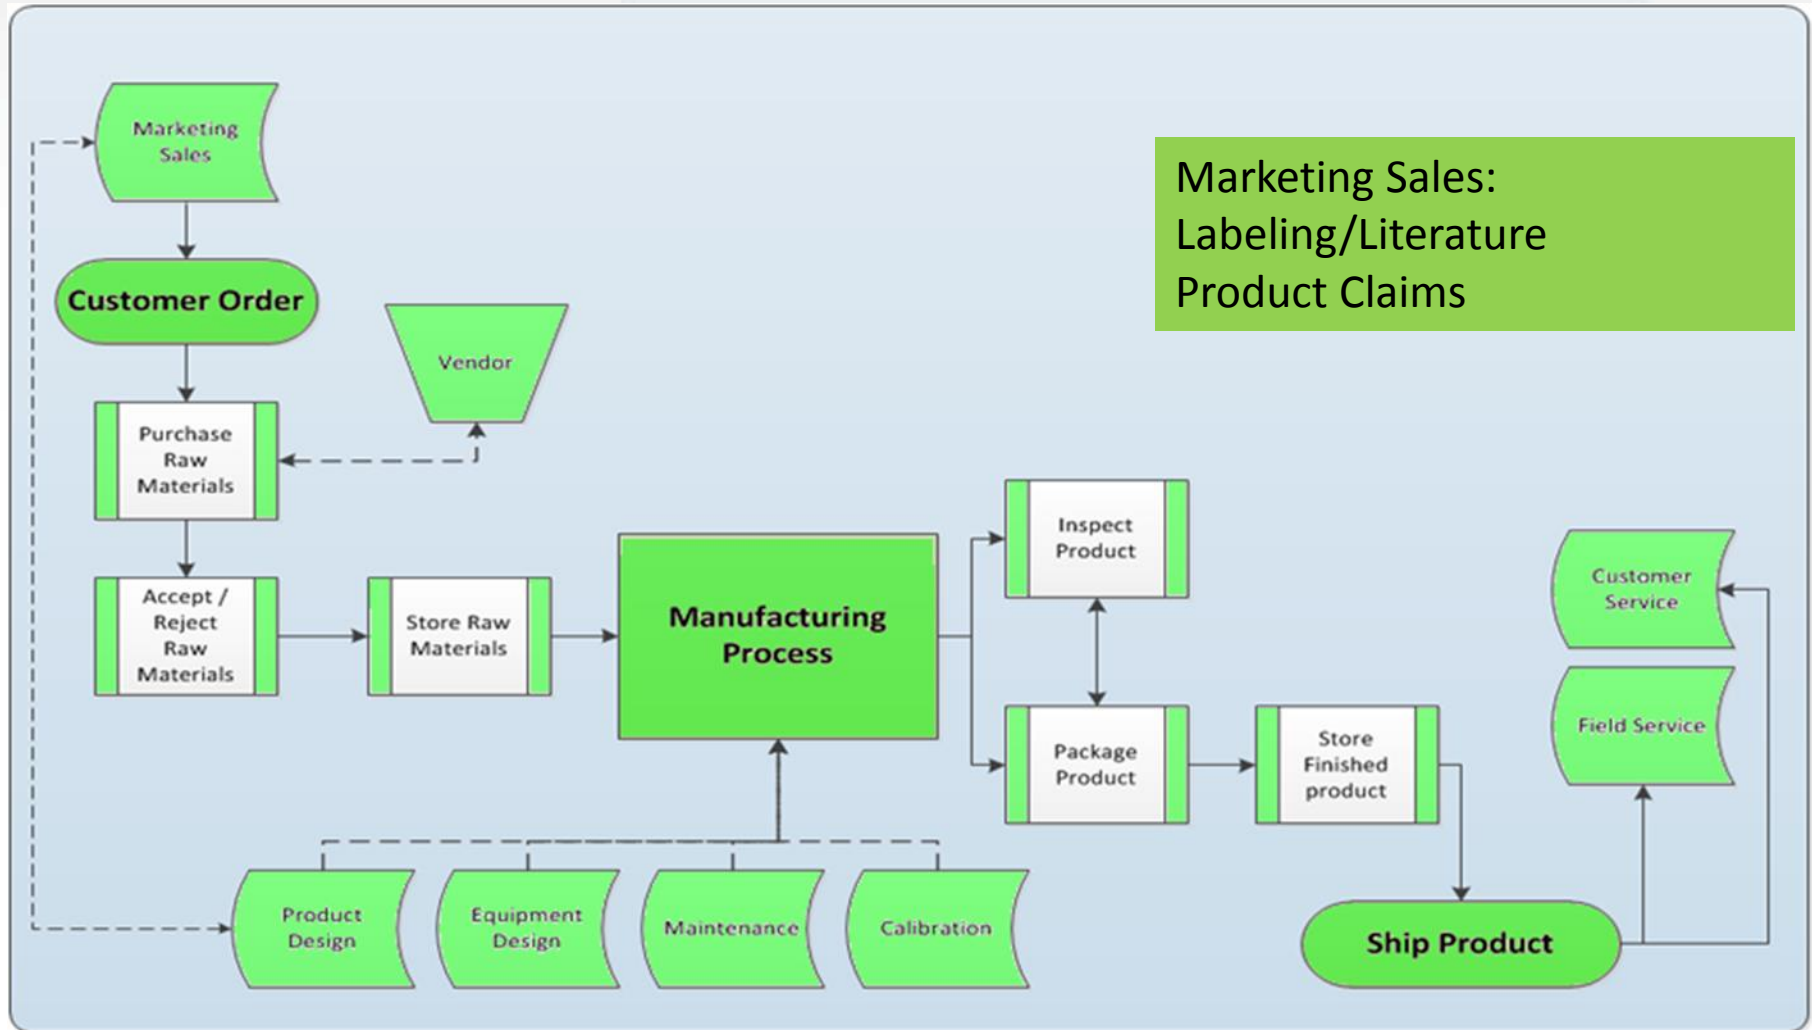 Marketing
Sales
Marketing Sales:
Labeling/Literature
Product Claims
Customer Order
Vendor
Purchase
Raw
Materials
Inspect
Product
Customer
Service
Accept /
Reject
Raw
Materials
Store Raw
Materials
Manufacturing
Process
Package
Product
Store
Finished
product
Field Service
Product
Design
Equipment
Design
Maintenance
Calibration
Ship Product